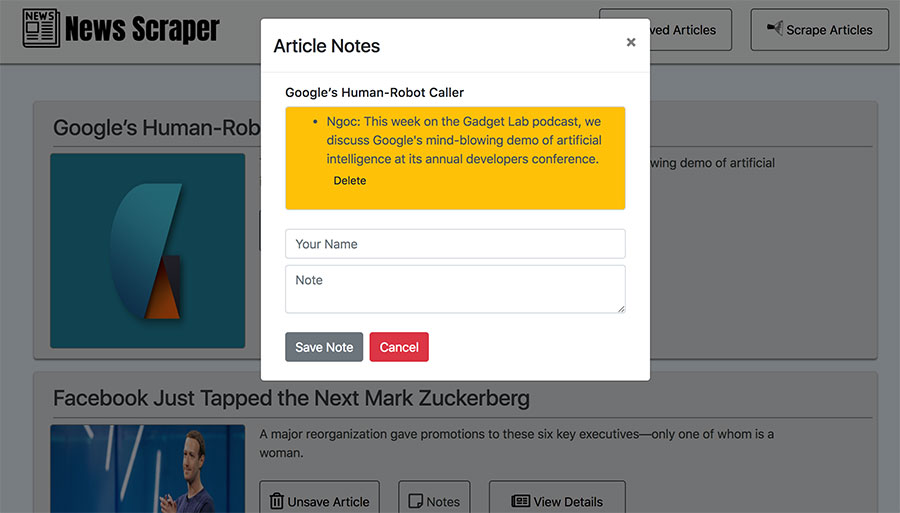 NEWS
News Scraper
ved Articles
Scrape Articles
Article Notes
×
Google’s Human-Robot Caller
Google’s Human-Rob
• Ngoc: This week on the Gadget Lab podcast, we
discuss Google's mind-blowing demo of artificial
intelligence at its annual developers conference.
Delete
wing demo of artificial
Your Name
Note
Save Note
Cancel
Facebook Just Tapped the Next Mark Zuckerberg
A major reorganization gave promotions to these six key executives—only one of whom is a
woman.
Unsave Article
Notes
View Details